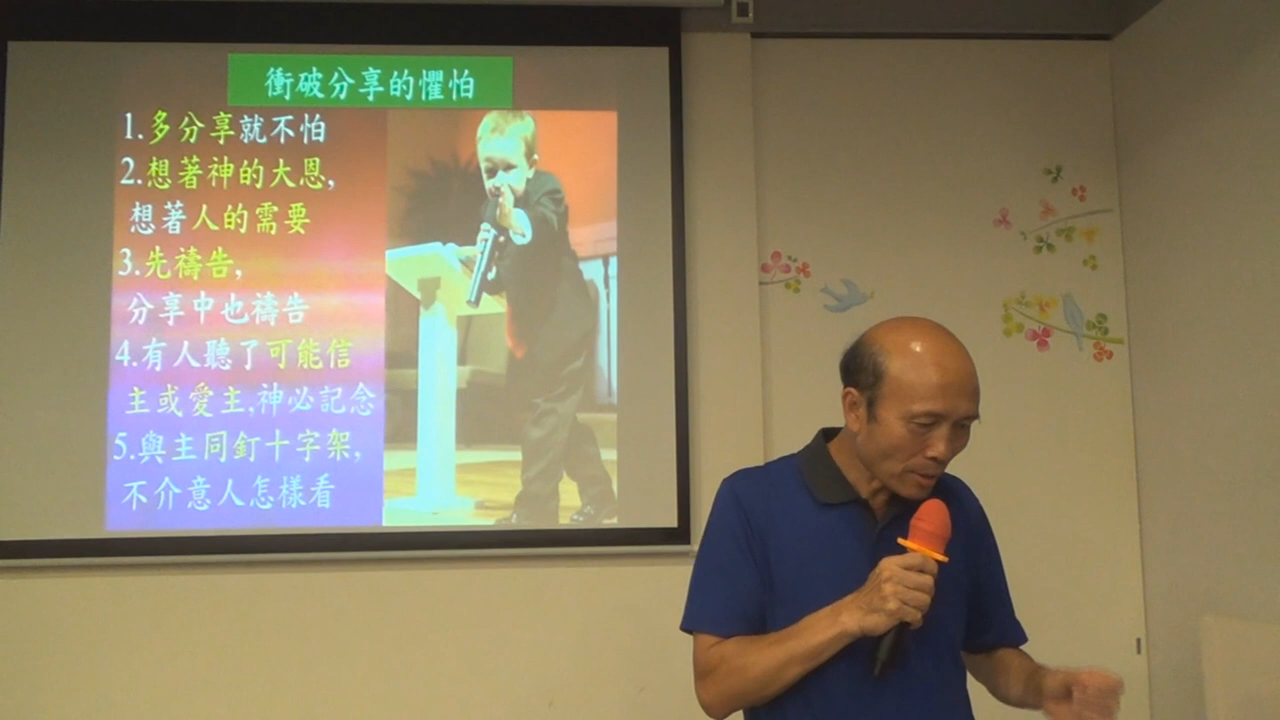 衝破分享的懼怕
1.多分享就不怕
2.想著神的大恩,
想著人的需要
3.先禱告,
分享中也禱告
4.有人聽了可能信
主或愛主,神必記念
5.與主同釘十字架,
不介意人怎樣看